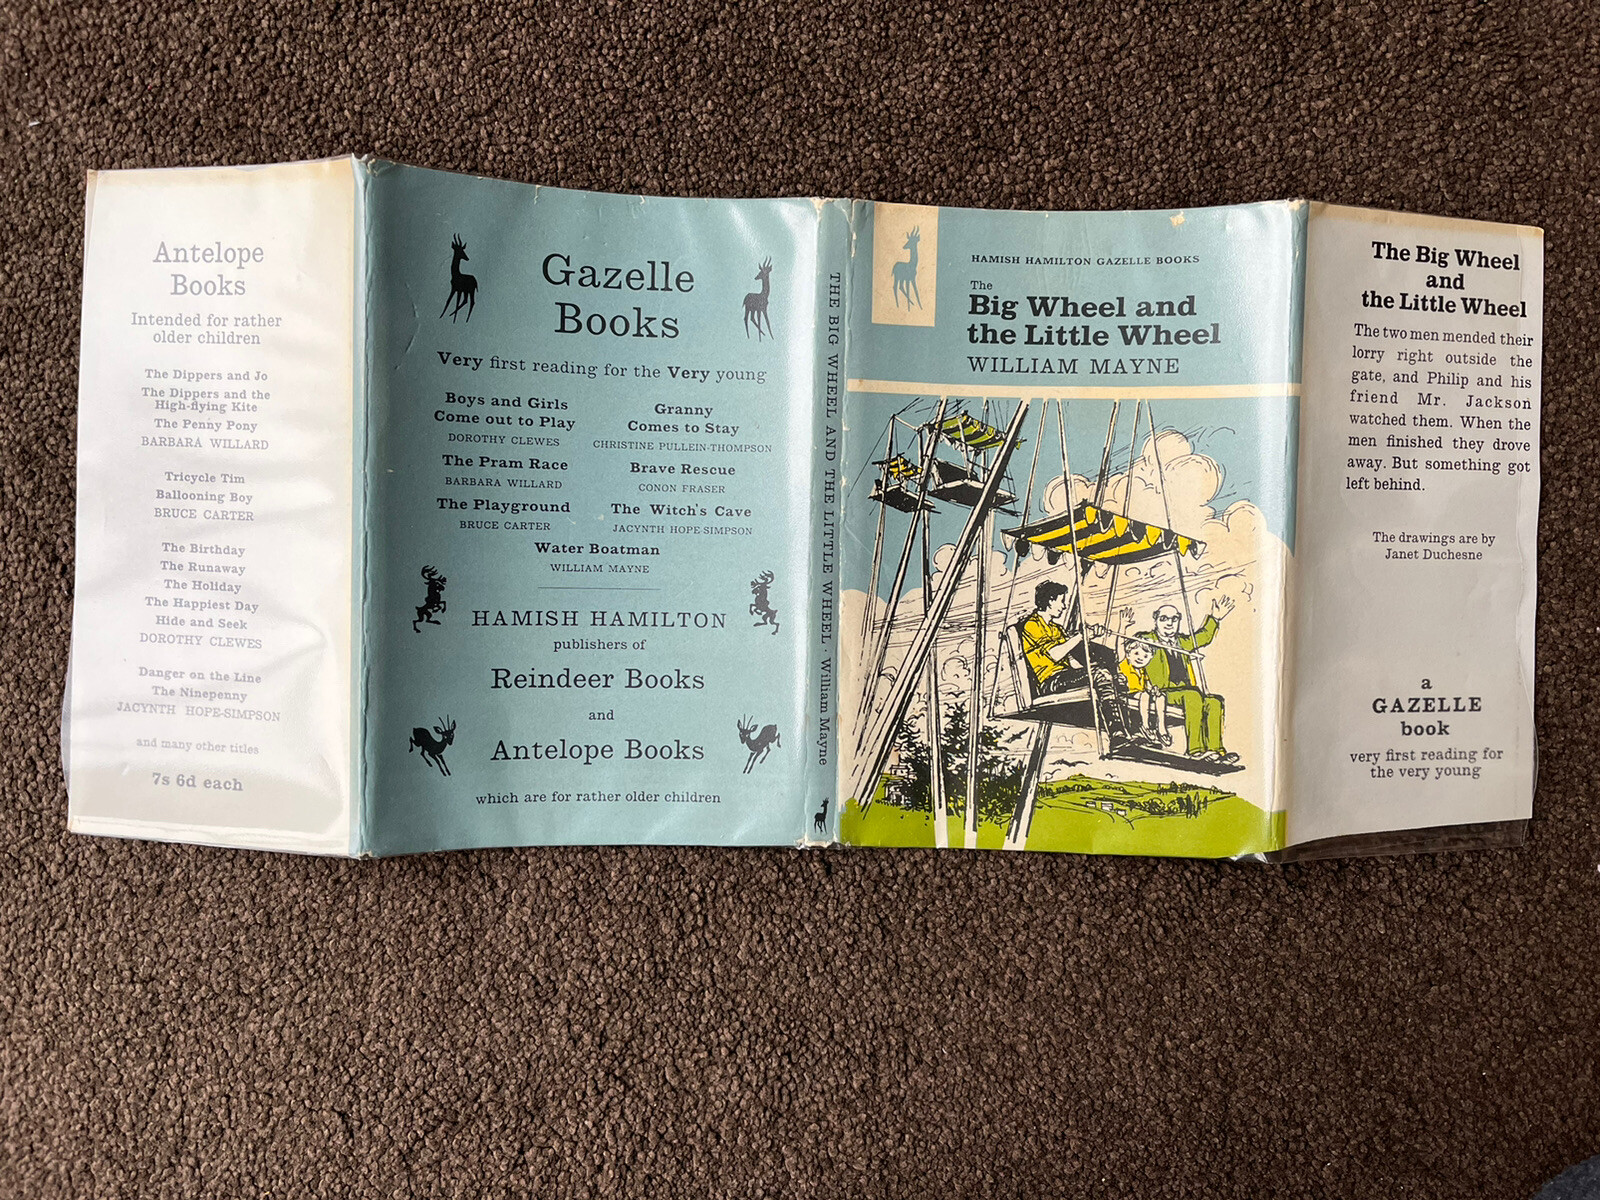 Antelope
Books
Intended for rather
older children
The Dippers and Jo
The Dippers and the
High-flying Kite
The Penny Pony
BARBARA WILLARD
Tricycle Tim
Ballooning Boy
BRUCE CARTER
The Birthday
The Runaway
The Holiday
The Happiest Day
Hide and Seek
DOROTHY CLEWES
Danger on the Line
The Ninepenny
JACYNTH HOPE-SIMPSON
and many other titles
7s 6d each
Gazelle
Books
Very first reading for the Very young
Boys and Girls
Come out to Play
DOROTHY CLEWES
The Pram Race
BARBARA WILLARD
The Playground
BRUCE CARTER
Granny
Comes to Stay
CHRISTINE PULLEIN-THOMPSON
Brave Rescue
CONON FRASER
The Witch's Cave
JACYNTH HOPE-SIMPSON
Water Boatman
WILLIAM MAYNE
HAMISH HAMILTON
publishers of
Reindeer Books
and
Antelope Books
which are for rather older children
THE BIG WHEEL AND THE LITTLE WHEEL · William Mayne
HAMISH HAMILTON GAZELLE BOOKS
The
Big Wheel and
the Little Wheel
WILLIAM MAYNE
The Big Wheel
and
the Little Wheel
The two men mended their
lorry right outside the
gate, and Philip and his
friend Mr. Jackson
watched them. When the
men finished they drove
away. But something got
left behind.
The drawings are by
Janet Duchesne
a
GAZELLE
book
very first reading for
the very young